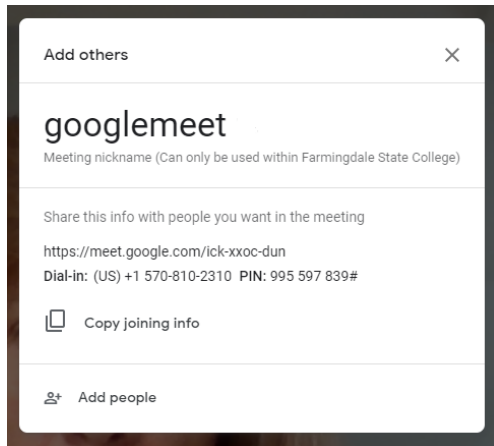 Add others
googlemeet
Meeting nickname (Can only be used within Farmingdale State College)
Share this info with people you want in the meeting
https://meet.google.com/ick-xxoc-dun
Dial-in: (US) +1 570-810-2310 PIN: 995 597 839#
Copy joining info
Add people